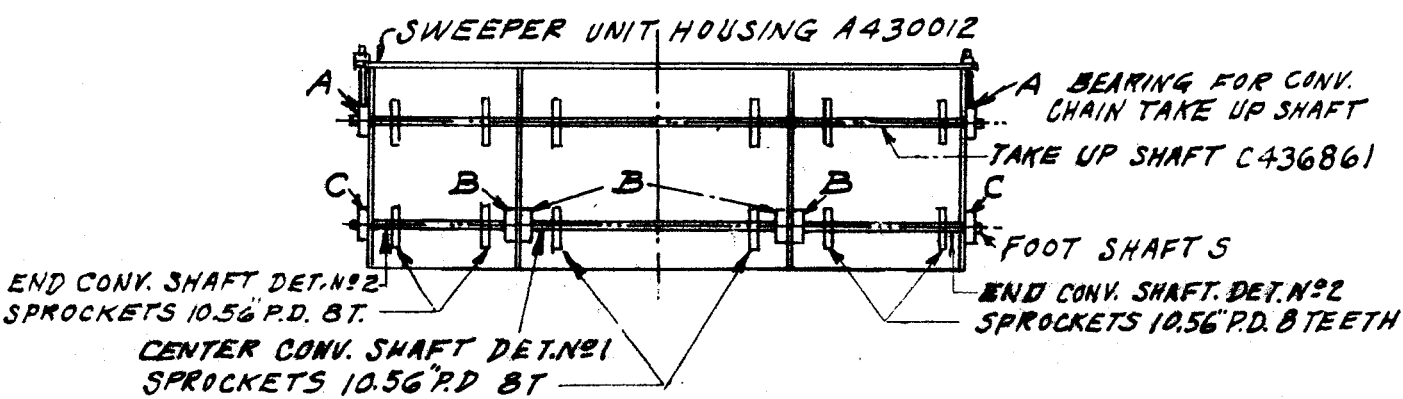 SWEEPER UNIT HOUSING A430012
A
A BEARING FOR CONV.
CHAIN TAKE UP SHAFT
TAKE UP SHAFT C436861
C
B
B
B
C
FOOT SHAFTS
END CONV. SHAFT DET. Nº2
SPROCKETS 10.56" P.D. 8T.
END CONV. SHAFT. DET. Nº2
SPROCKETS 10.56" P.D. 8 TEETH
CENTER CONV. SHAFT DET. Nº1
SPROCKETS 10.56" P.D 8T